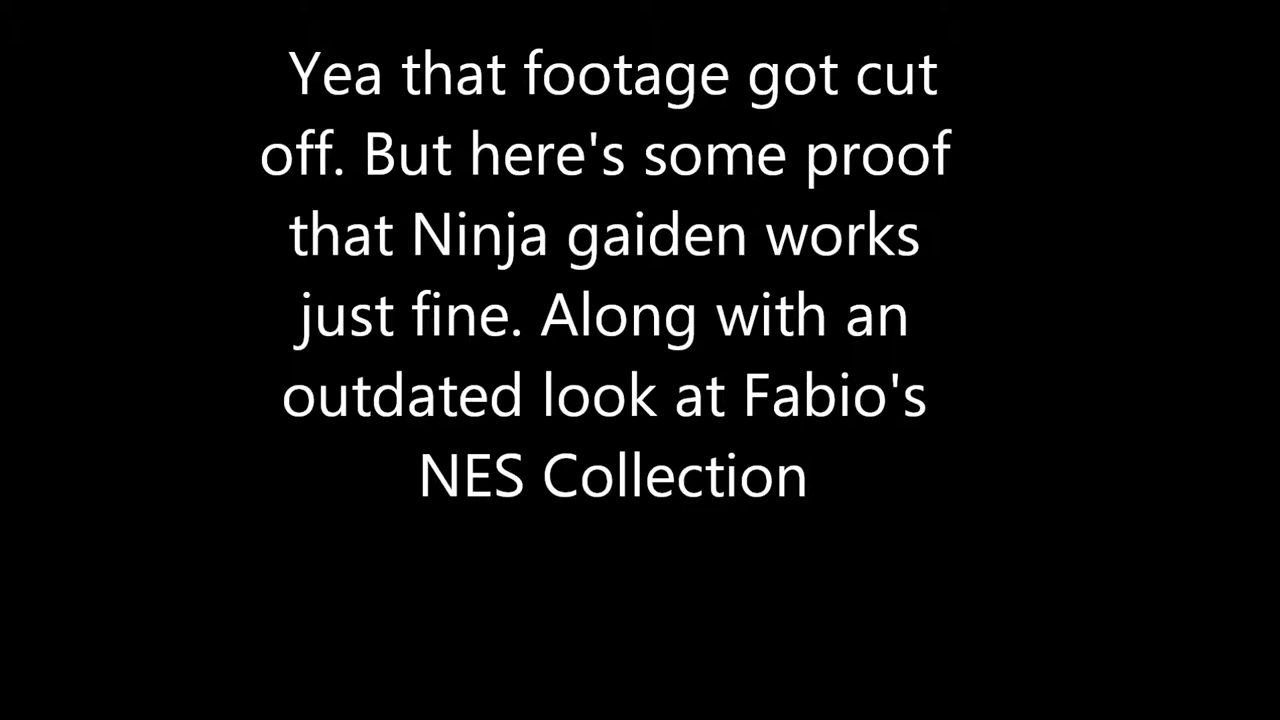 Yea that footage got cut
off. But here's some proof
that Ninja gaiden works
just fine. Along with an
outdated look at Fabio's
NES Collection